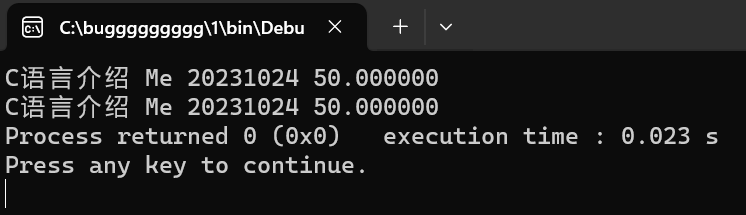 C:\buggggggggg\1\bin\Debu
C语言介绍 Me 20231024 50.000000
C语言介绍 Me 20231024 50.000000
Process returned 0 (0x0)   execution time : 0.023 s
Press any key to continue.